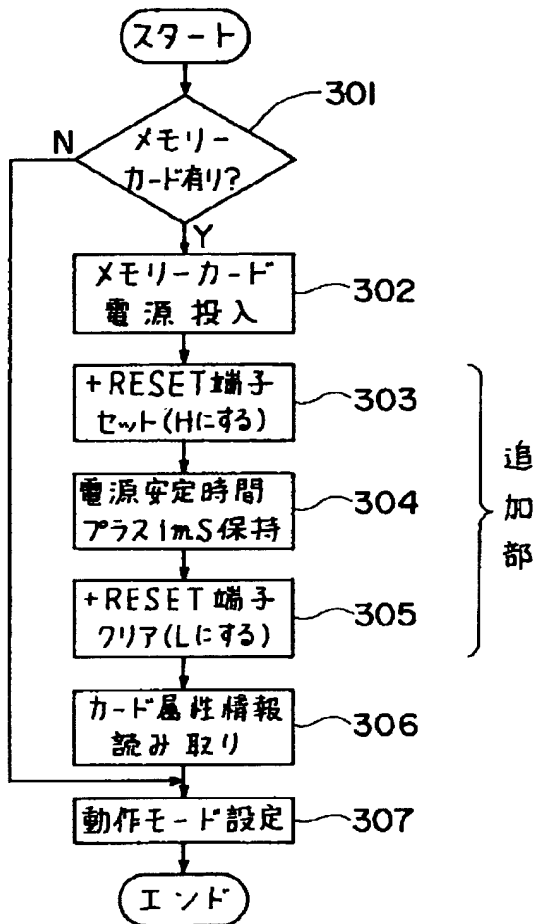 スタート
301
N
メモリー
カード有り?
Y
メモリーカード
電源投入
302
+RESET端子
セット(Hにする)
303
電源安定時間
プラス1mS保持
304
+RESET端子
クリア(Lにする)
305
追加部
カード属性情報
読み取り
306
動作モード設定
307
エンド